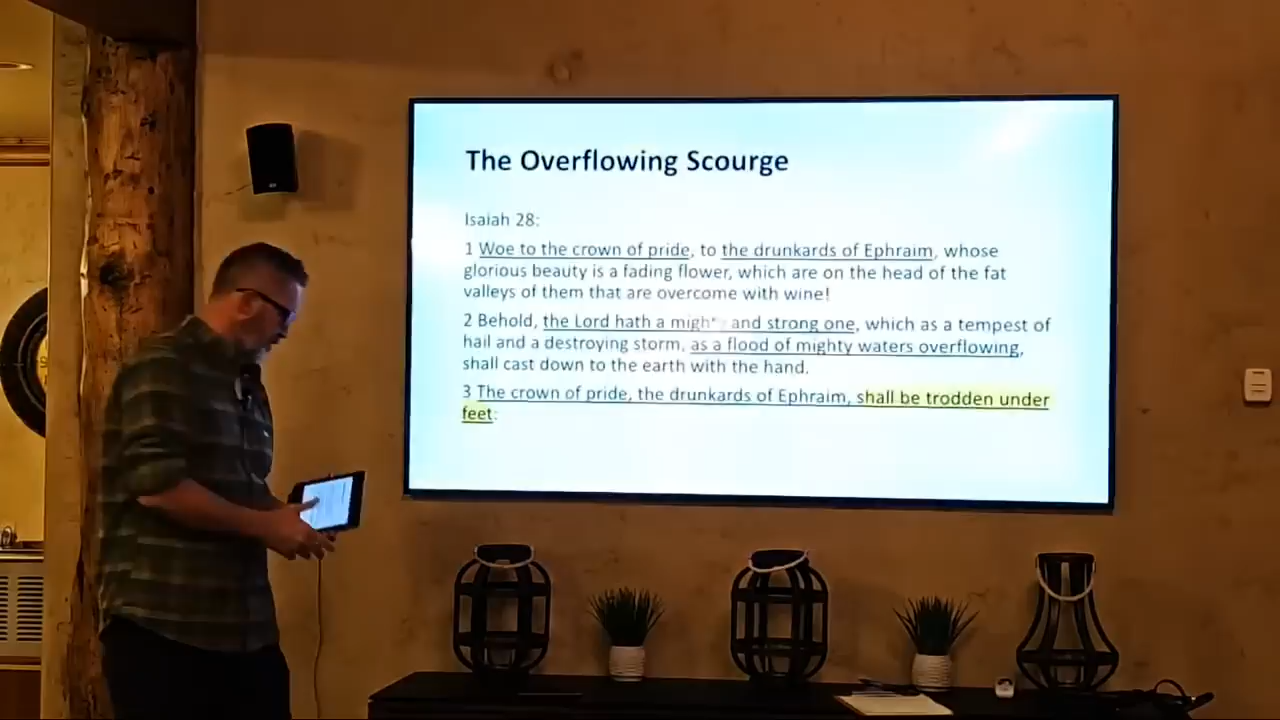 The Overflowing Scourge
Isaiah 28:
1 Woe to the crown of pride, to the drunkards of Ephraim, whose
glorious beauty is a fading flower, which are on the head of the fat
valleys of them that are overcome with wine!
2 Behold, the Lord hath a and strong one, which as a tempest of
hail and a destroying storm, as a flood of mighty waters overflowing,
shall cast down to the earth with the hand.
3 The crown of pride, the drunkards of Ephraim, shall be trodden under
feet: